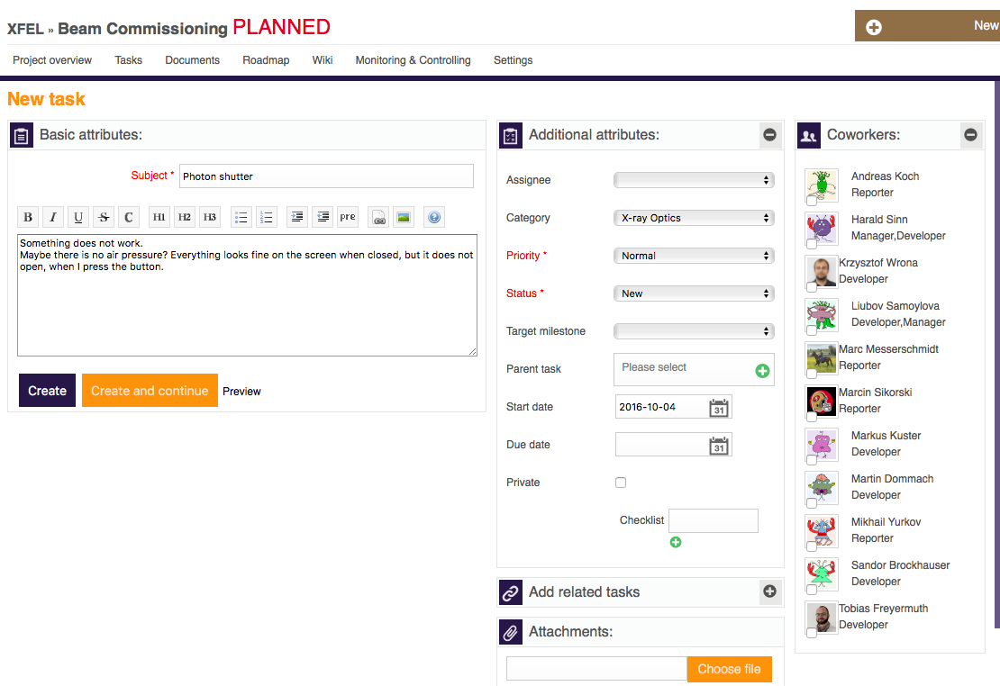 XFEL » Beam Commissioning PLANNED
New
Project overview Tasks Documents Roadmap Wiki Monitoring & Controlling Settings
New task
Basic attributes:
Subject * Photon shutter
B I U S C H1 H2 H3 pre
Something does not work.
Maybe there is no air pressure? Everything looks fine on the screen when closed, but it does not
open, when I press the button.
Create Create and continue Preview
Additional attributes:
Assignee
Category X-ray Optics
Priority * Normal
Status * New
Target milestone
Parent task Please select
Start date 2016-10-04 31
Due date 31
Private
Checklist
Add related tasks
Attachments:
Choose file
Coworkers:
Andreas Koch
Reporter
Harald Sinn
Manager,Developer
Krzysztof Wrona
Developer
Liubov Samoylova
Developer,Manager
Marc Messerschmidt
Reporter
Marcin Sikorski
Reporter
Markus Kuster
Developer
Martin Dommach
Developer
Mikhail Yurkov
Reporter
Sandor Brockhauser
Developer
Tobias Freyermuth
Developer